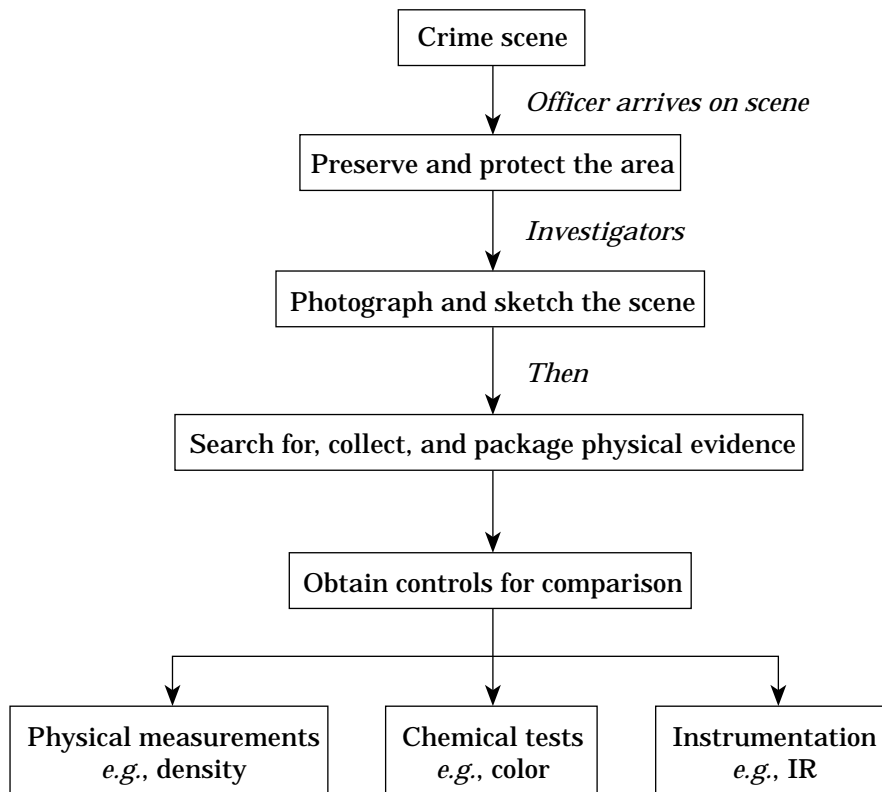 Crime scene
Officer arrives on scene
Preserve and protect the area
Investigators
Photograph and sketch the scene
Then
Search for, collect, and package physical evidence
Obtain controls for comparison
Physical measurements
e.g., density
Chemical tests
e.g., color
Instrumentation
e.g., IR